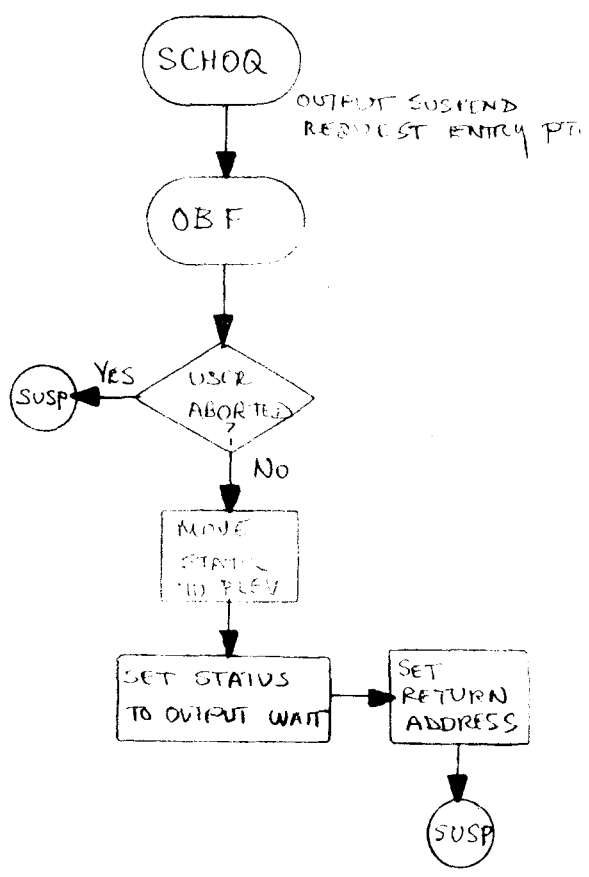 SCHOQ
OUTPUT SUSPEND
REQUEST ENTRY PT.
OBF
YES
USER
SUSP
ABORTED
?
NO
MOVE
STATUS
TO PLEV
SET STATUS
TO OUTPUT WAIT
SET
RETURN
ADDRESS
SUSP